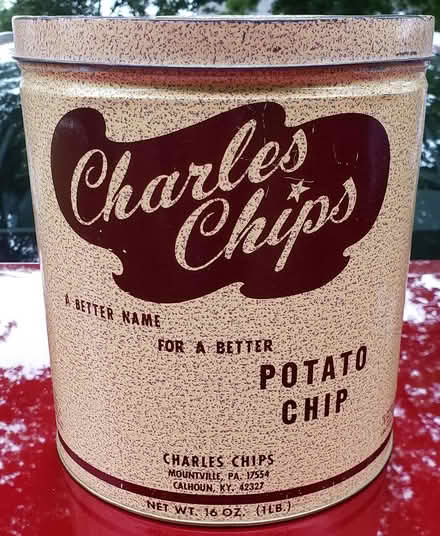 Charles
Chips
A BETTER NAME
FOR A BETTER
POTATO
CHIP
CHARLES CHIPS
MOUNTVILLE, PA. 17554
CALHOUN, KY. 42327
NET WT. 16 OZ. (1LB.)